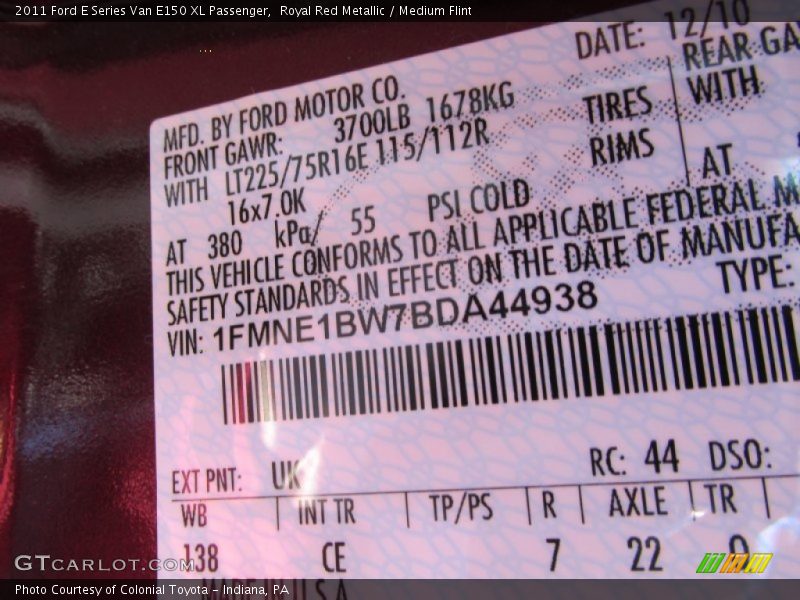 2011 Ford E Series Van E150 XL Passenger,  Royal Red Metallic / Medium Flint
DATE: 12/10
MFD. BY FORD MOTOR CO.
FRONT GAWR: 3700LB 1678KG
WITH LT225/75R16E 115/112R TIRES
16x7.0K RIMS
AT 380 kPa/ 55 PSI COLD
REAR
WITH
AT
THIS VEHICLE CONFORMS TO ALL APPLICABLE FEDERAL
SAFETY STANDARDS IN EFFECT ON THE DATE OF
VIN: 1FMNE1BW7BDA44938
TYPE:
EXT PNT: UK RC: 44 DSO:
WB INT TR TP/PS R AXLE TR
138 CE 7 22
GTCARLOT.COM
Photo Courtesy of Colonial Toyota - Indiana, PA